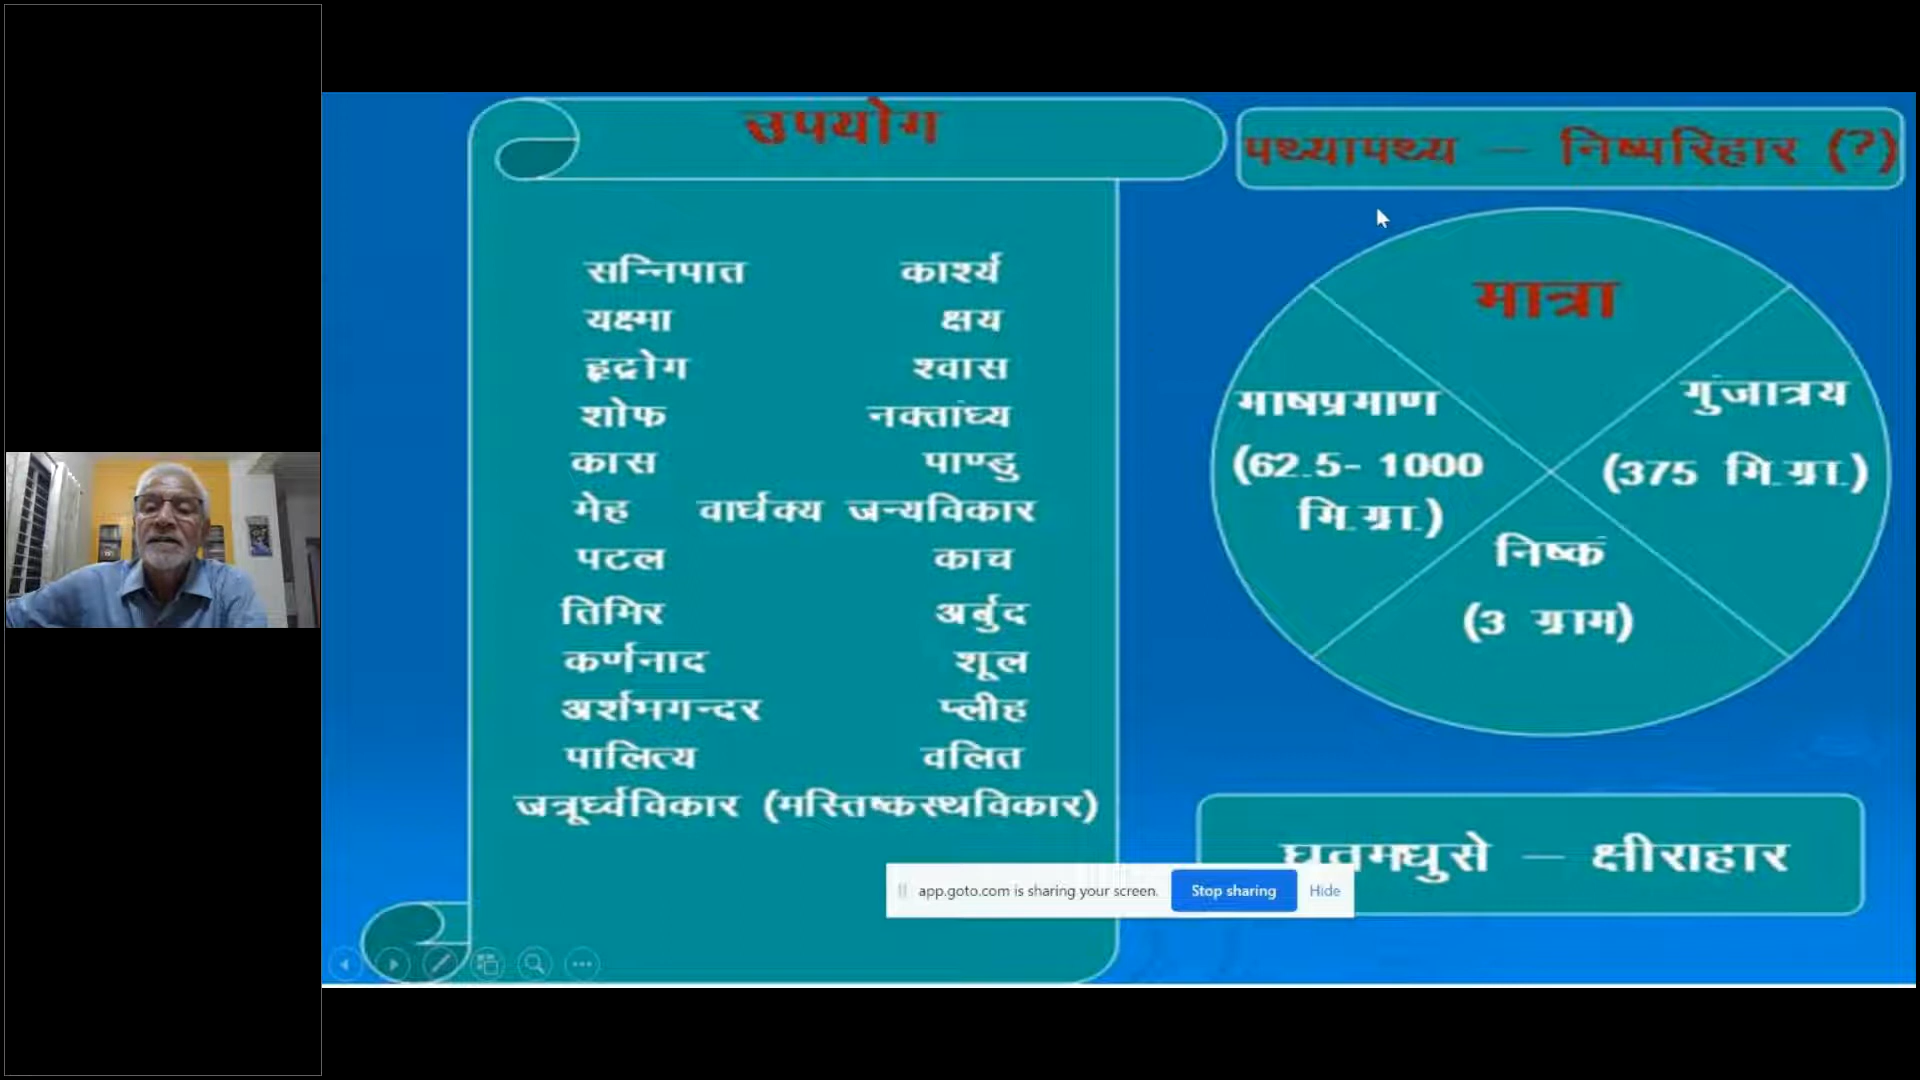 उपयोग
पथ्यापथ्य – निष्परिहार (?)
सन्निपात कार्श्य
यक्ष्मा क्षय
हृद्रोग श्वास
शोफ नक्तांघ्य
कास पाण्डु
मेह वार्धक्य जन्यविकार
पटल काच
तिमिर अर्बुद
कर्णनाद शूल
अर्शभगन्दर प्लीह
पालित्य वलित
जत्रूर्ध्वविकार (मस्तिष्कस्थविकार)
मात्रा
माषप्रमाण
(62.5- 1000
मि.ग्रा.)
गुंजात्रय
(375 मि.ग्रा.)
निष्कं
(3 ग्राम)
घृतमधुसे – क्षीराहार
app.goto.com is sharing your screen. Stop sharing Hide